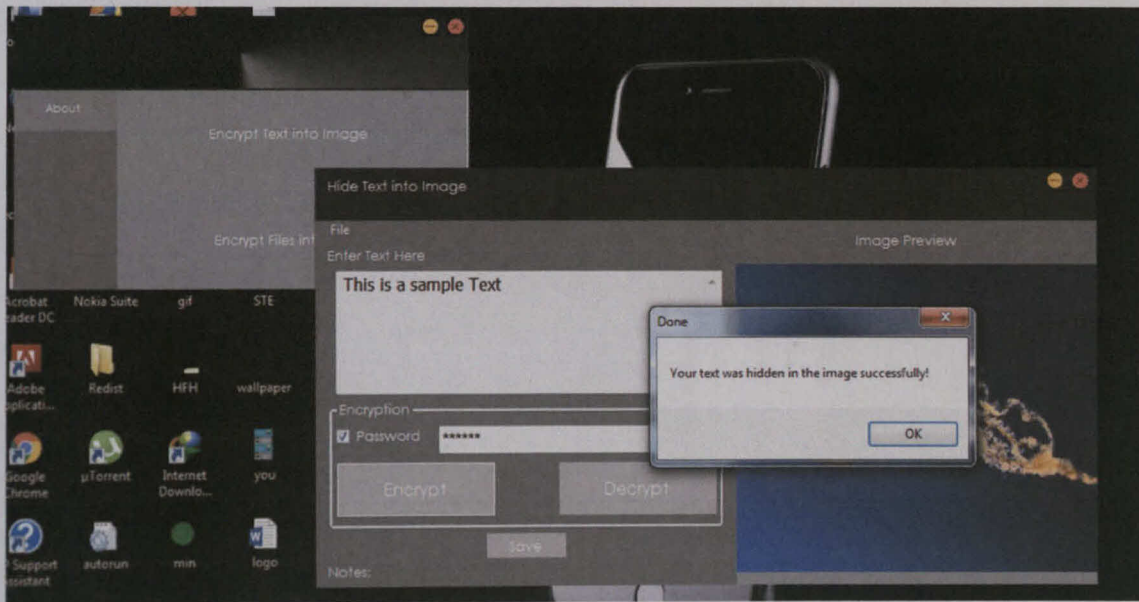 About
Encrypt Text into Image
Encrypt Files int
Hide Text into Image
File
Enter Text Here
This is a sample Text
Image Preview
Done
Your text was hidden in the image successfully!
OK
Encryption
Password ******
Encrypt
Decrypt
Save
Notes:
Acrobat
Nokia Suite
gif
STE
eader DC
Adobe
Redist
HFH
wallpaper
pplicati...
Google
µTorrent
Internet
you
Chrome
Downlo...
Support
autorun
min
logo
ssistant